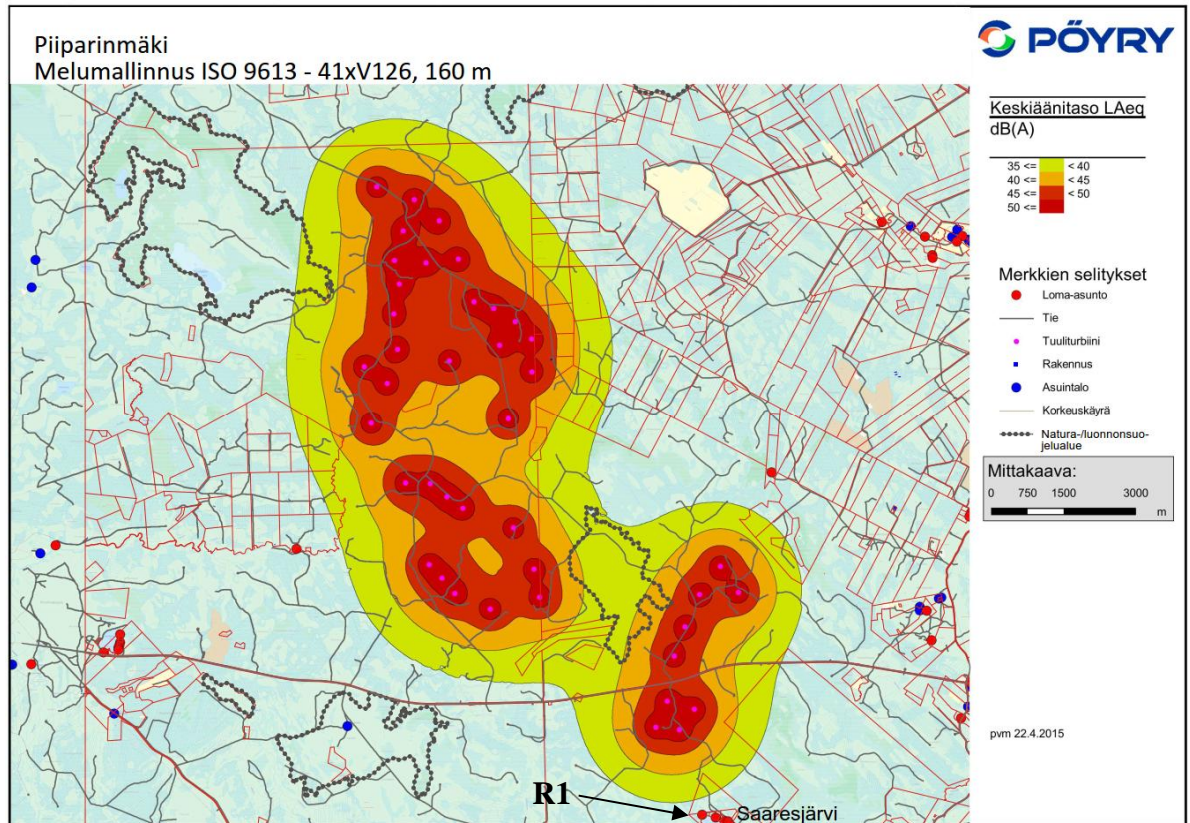 Piiparinmäki
Melumallinnus ISO 9613 - 41xV126, 160 m
PÖYRY
Keskiäänitaso LAeq
dB(A)
35 <= < 40
40 <= < 45
45 <= < 50
50 <=
Merkkien selitykset
Loma-asunto
Tie
Tuuliturbiini
Rakennus
Asuintalo
Korkeuskäyrä
Natura-/luonnonsuo-
jelualue
Mittakaava:
0 750 1500 3000
m
pvm 22.4.2015
R1
Saaresjärvi